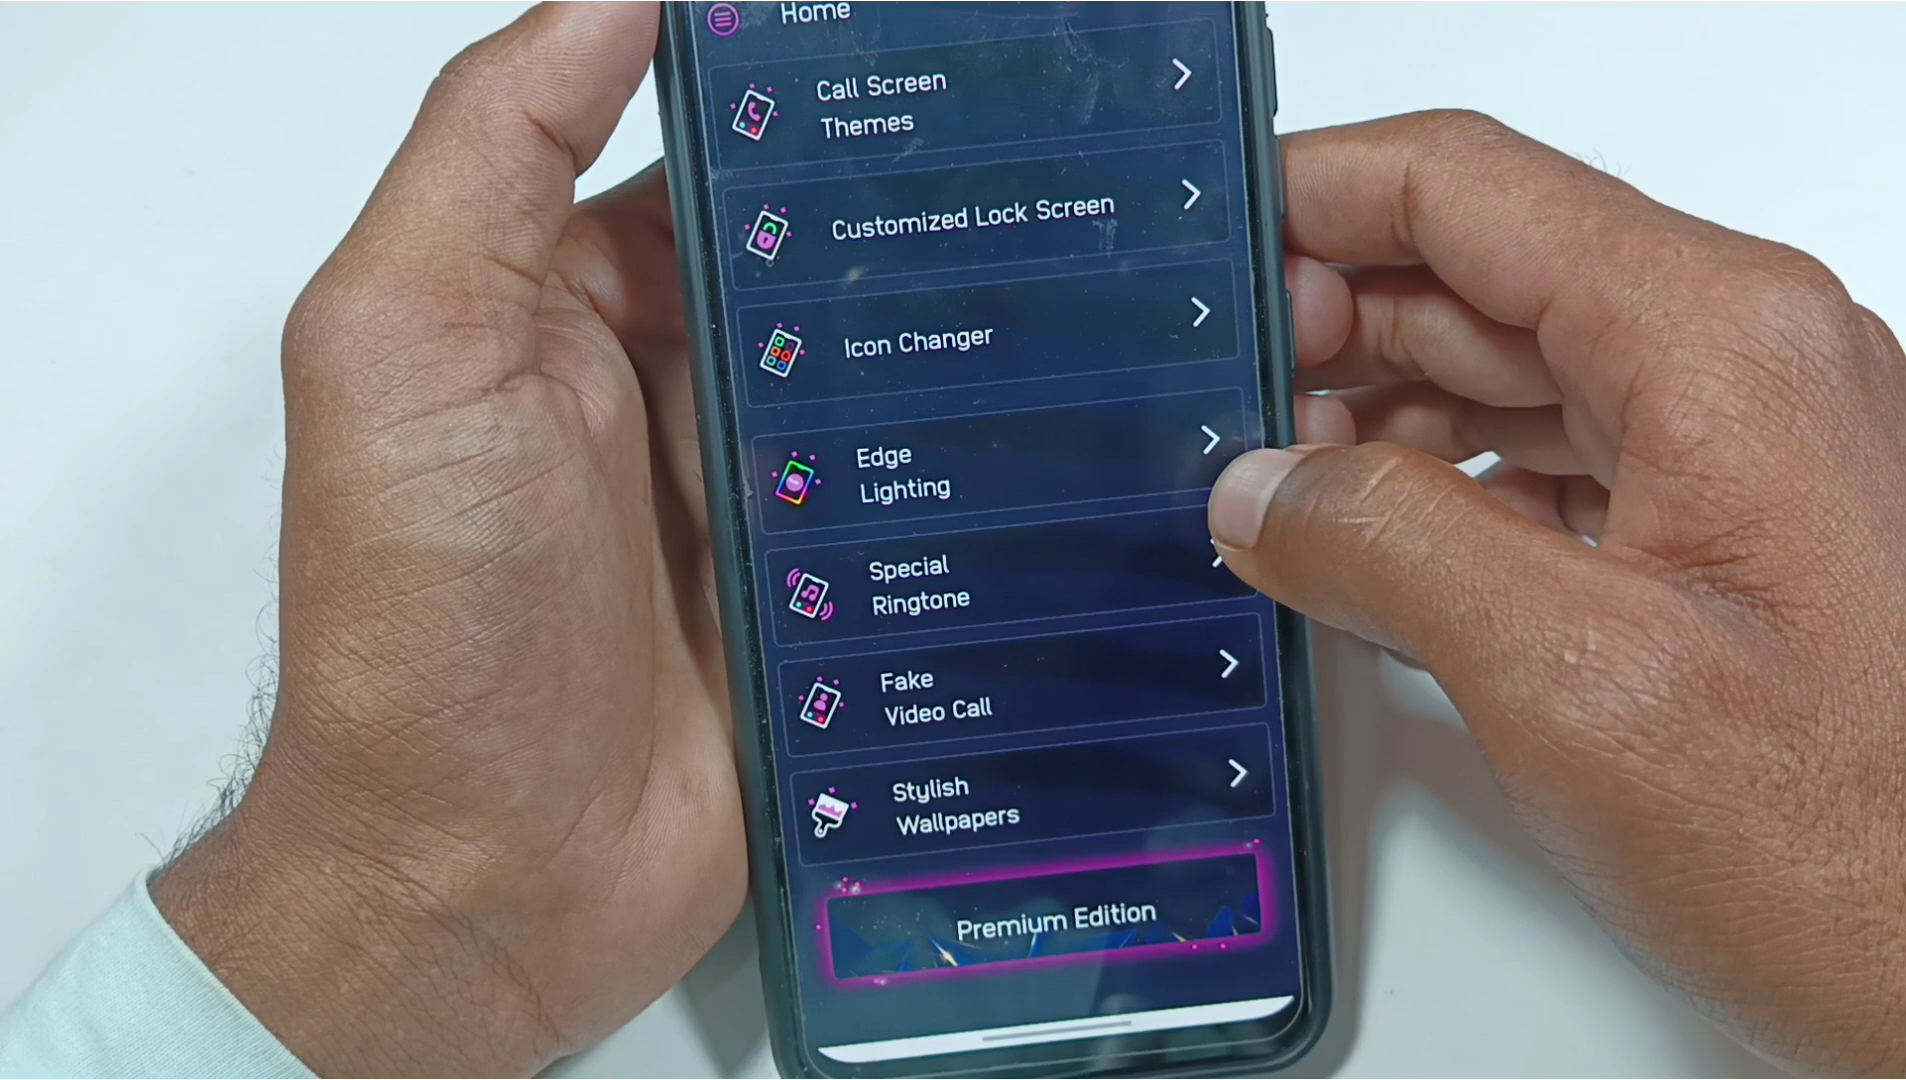 Home
Call Screen
Themes
Customized Lock Screen
Icon Changer
Edge
Lighting
Special
Ringtone
Fake
Video Call
Stylish
Wallpapers
Premium Edition